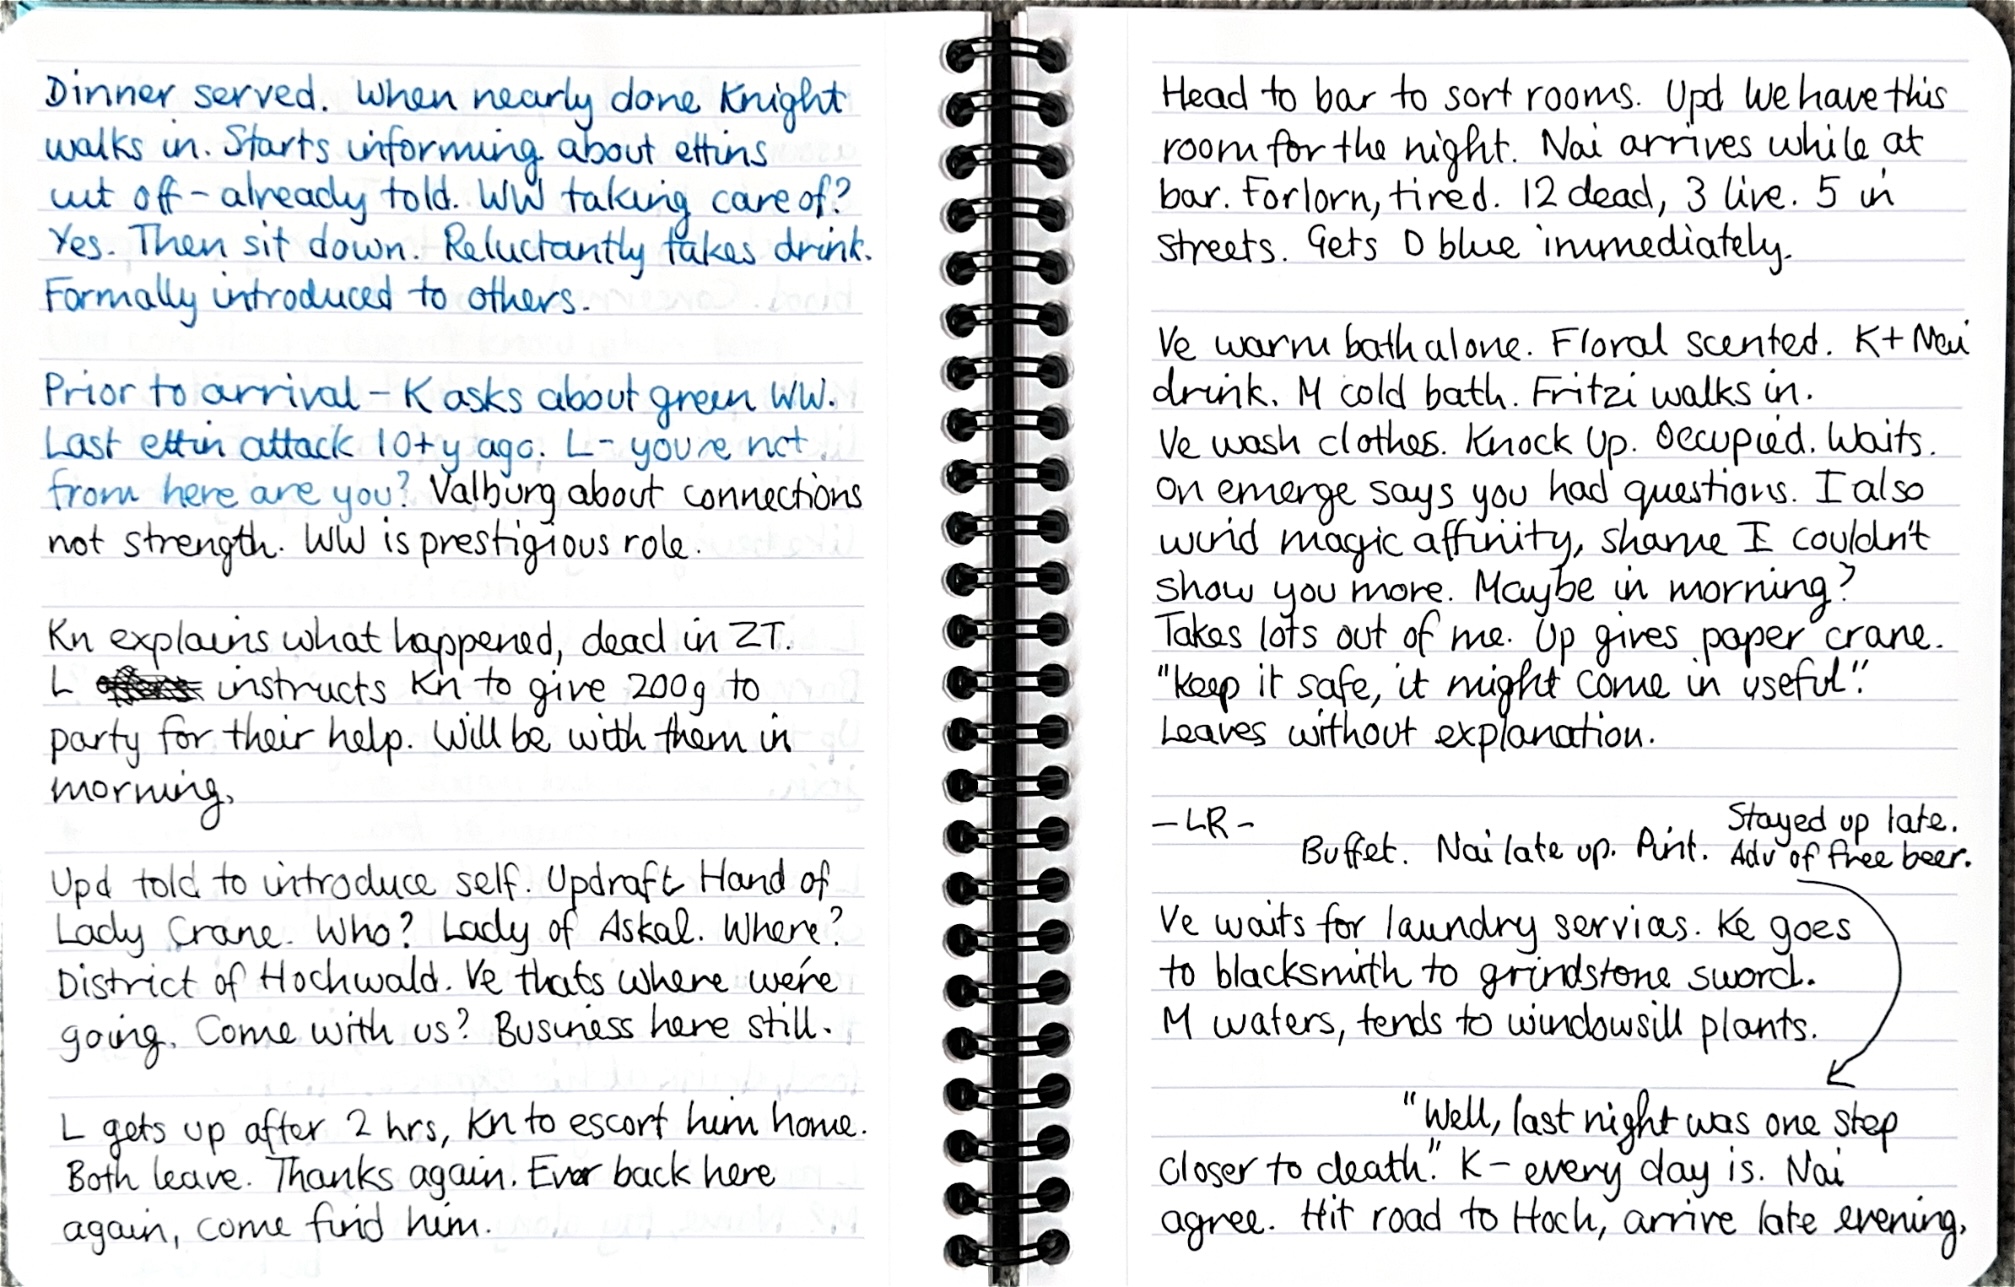 Dinner served. When nearly done Knight
walks in. Starts informing about ettins
cut off - already told. WW taking care of?
Yes. Then sit down. Reluctantly takes drink.
Formally introduced to others.
Prior to arrival - K asks about green WW.
Last ettin attack 10+y ago. L - you're not
from here are you? Valburg about connections
not strength. WW is prestigious role.
Kn explains what happened, dead in ZT.
L instructs Kn to give 200g to
party for their help. Will be with them in
morning.
Upd told to introduce self. Updraft Hand of
Lady Crane. Who? Lady of Askal. Where?
District of Hochwald. Ve thats where we're
going. Come with us? Business here still.
L gets up after 2 hrs, Kn to escort him home.
Both leave. Thanks again. Ever back here
again, come find him.
Head to bar to sort rooms. Upd We have this
room for the night. Nai arrives while at
bar. Forlorn, tired. 12 dead, 3 live. 5 in
streets. Gets D blue immediately.
Ve warm bath alone. Floral scented. K + Nai
drink. M cold bath. Fritzi walks in.
Ve wash clothes. Knock Up. Occupied. Waits.
On emerge says you had questions. I also
wind magic affinity, shame I couldn't
show you more. Maybe in morning?
Takes lots out of me. Up gives paper crane.
"Keep it safe, it might come in useful".
Leaves without explanation.
- LR -
Buffet. Nai late up. Pint. Stayed up late.
Adv of free beer.
Ve waits for laundry servias. Ke goes
to blacksmith to grindstone sword.
M waters, tends to windowsill plants.
"Well, last night was one step
closer to death". K - every day is. Nai
agree. Hit road to Hoch, arrive late evening.